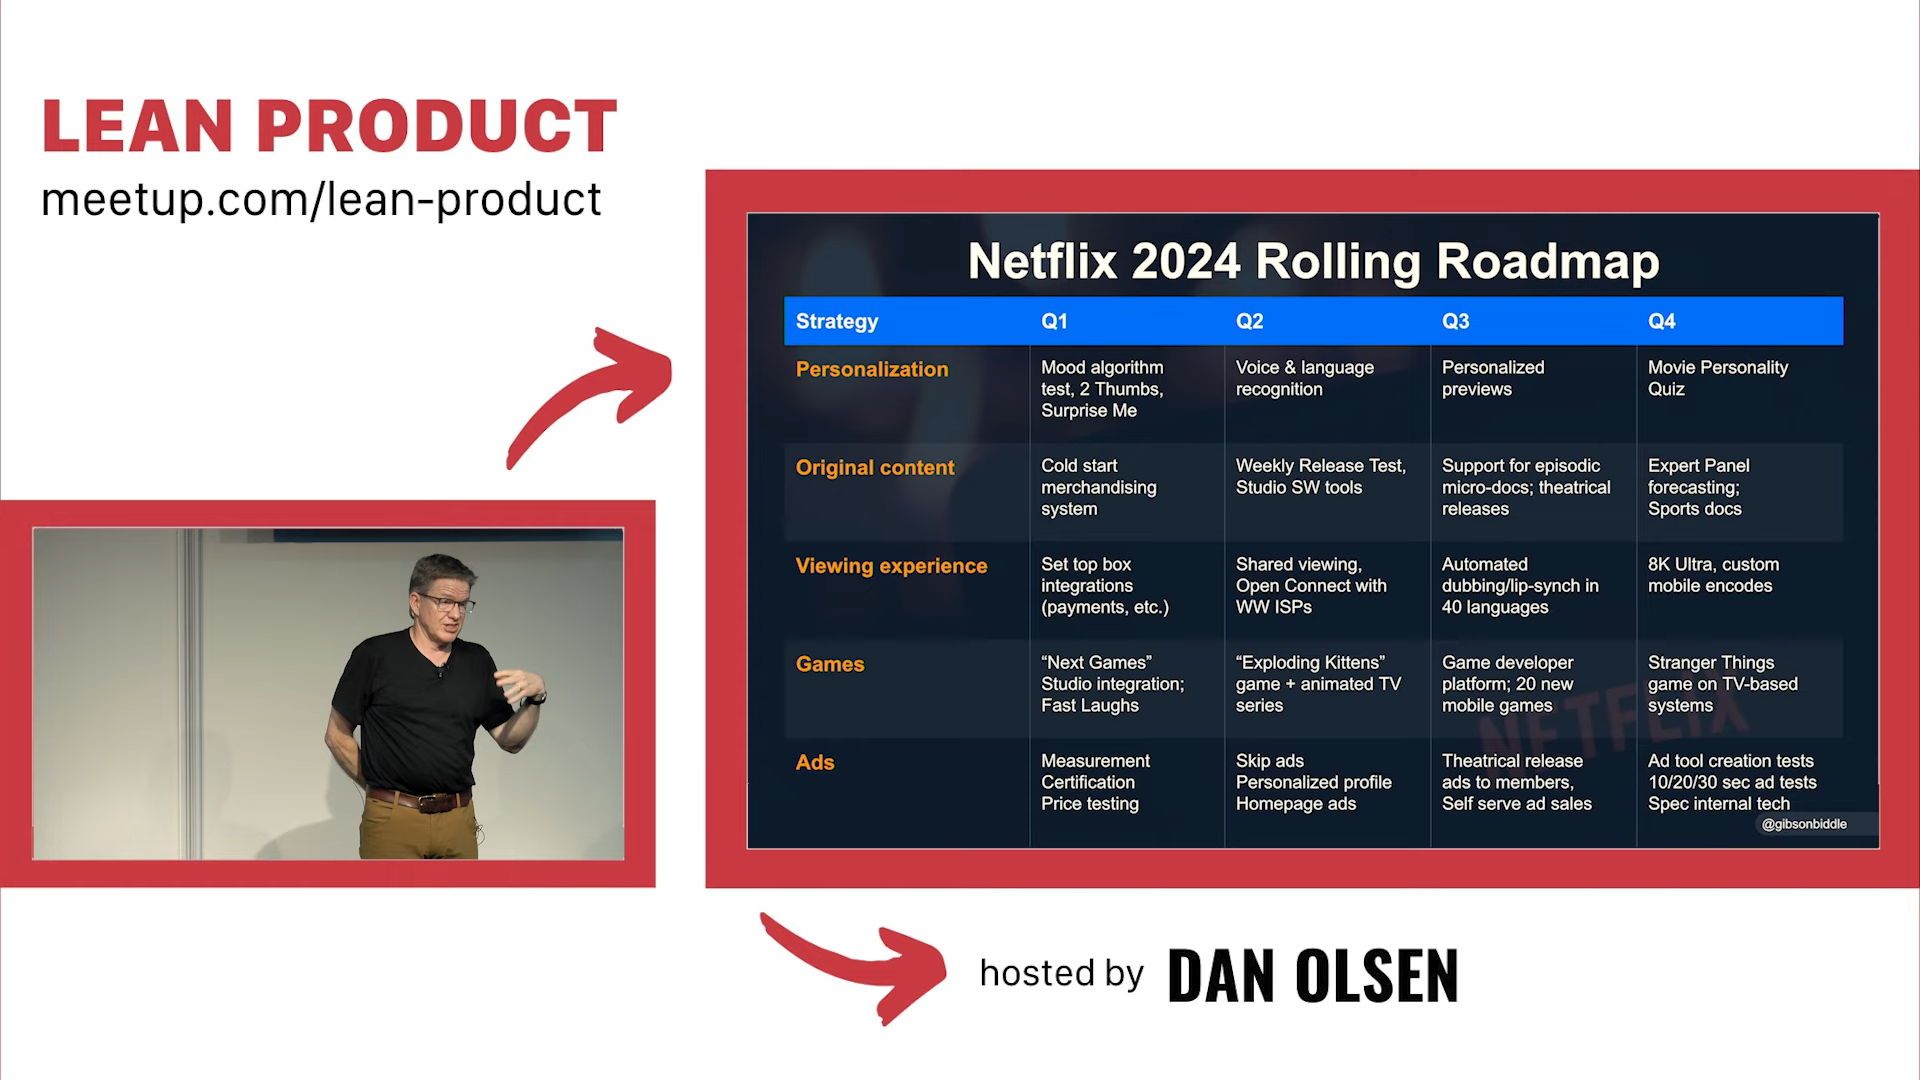 LEAN PRODUCT
meetup.com/lean-product
Netflix 2024 Rolling Roadmap
Strategy Q1 Q2 Q3 Q4
Personalization
Mood algorithm
test, 2 Thumbs,
Surprise Me
Voice & language
recognition
Personalized
previews
Movie Personality
Quiz
Original content
Cold start
merchandising
system
Weekly Release Test,
Studio SW tools
Support for episodic
micro-docs; theatrical
releases
Expert Panel
forecasting;
Sports docs
Viewing experience
Set top box
integrations
(payments, etc.)
Shared viewing,
Open Connect with
WW ISPs
Automated
dubbing/lip-synch in
40 languages
8K Ultra, custom
mobile encodes
Games
“Next Games”
Studio integration;
Fast Laughs
“Exploding Kittens”
game + animated TV
series
Game developer
platform; 20 new
mobile games
Stranger Things
game on TV-based
systems
NETFLIX
Ads
Measurement
Certification
Price testing
Skip ads
Personalized profile
Homepage ads
Theatrical release
ads to members,
Self serve ad sales
Ad tool creation tests
10/20/30 sec ad tests
Spec internal tech
@gibsonbiddle
hosted by DAN OLSEN